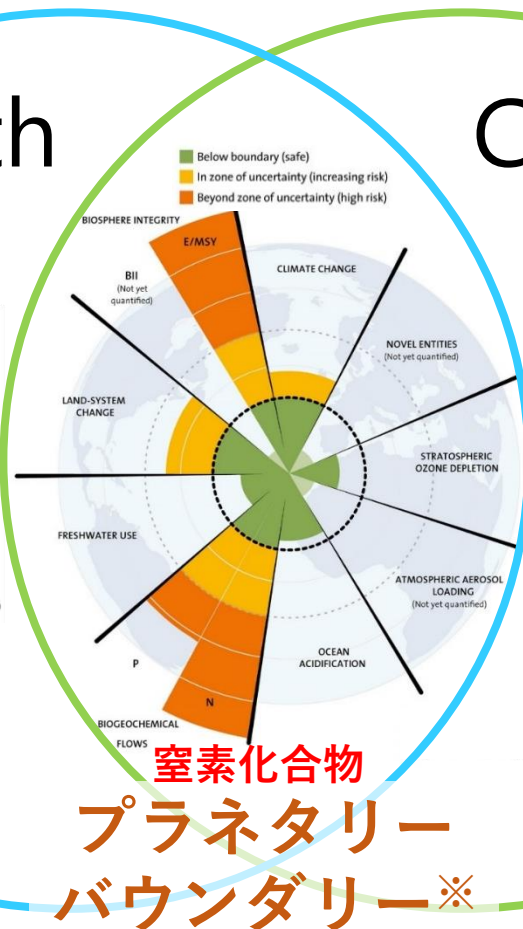 th
C
Below boundary (safe)
In zone of uncertainty (increasing risk)
Beyond zone of uncertainty (high risk)
BIOSPHERE INTEGRITY
E/MSY
CLIMATE CHANGE
BII
(Not yet
quantified)
NOVEL ENTITIES
(Not yet quantified)
LAND-SYSTEM
CHANGE
STRATOSPHERIC
OZONE DEPLETION
FRESHWATER USE
ATMOSPHERIC AEROSOL
LOADING
(Not yet quantified)
OCEAN
ACIDIFICATION
P
N
BIOGEOCHEMICAL
FLOWS
窒素化合物
プラネタリー
バウンダリー※